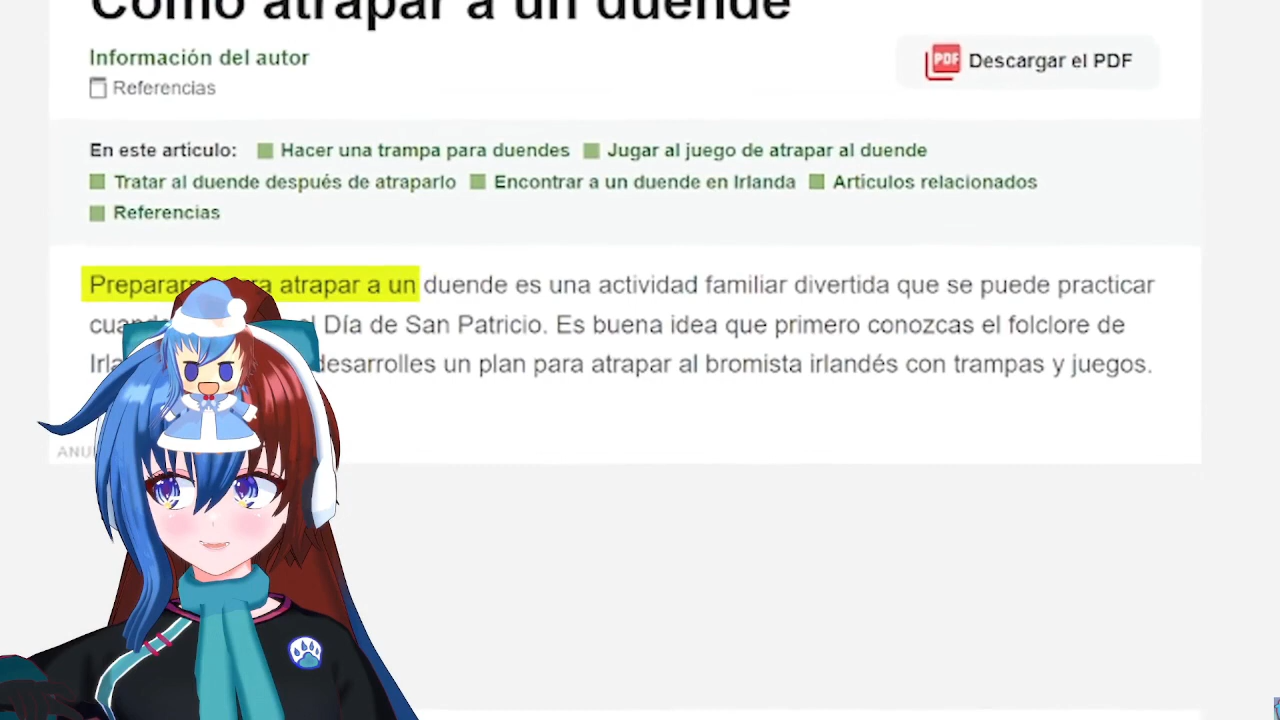 Cómo atrapar a un duende
Información del autor
Referencias
Descargar el PDF
En este artículo: Hacer una trampa para duendes Jugar al juego de atrapar al duende
Tratar al duende después de atraparlo Encontrar a un duende en Irlanda Artículos relacionados
Referencias
atrapar a un duende es una actividad familiar divertida que se puede practicar
Día de San Patricio. Es buena idea que primero conozcas el folclore de
desarrolles un plan para atrapar al bromista irlandés con trampas y juegos.